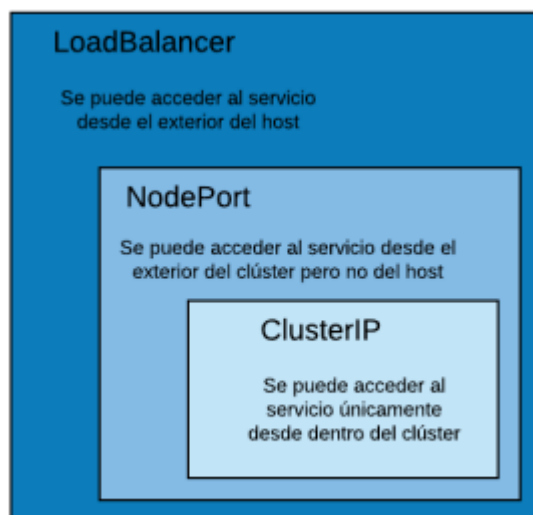 LoadBalancer
Se puede acceder al servicio
desde el exterior del host
NodePort
Se puede acceder al servicio desde el
exterior del clúster pero no del host
ClusterIP
Se puede acceder al
servicio únicamente
desde dentro del clúster